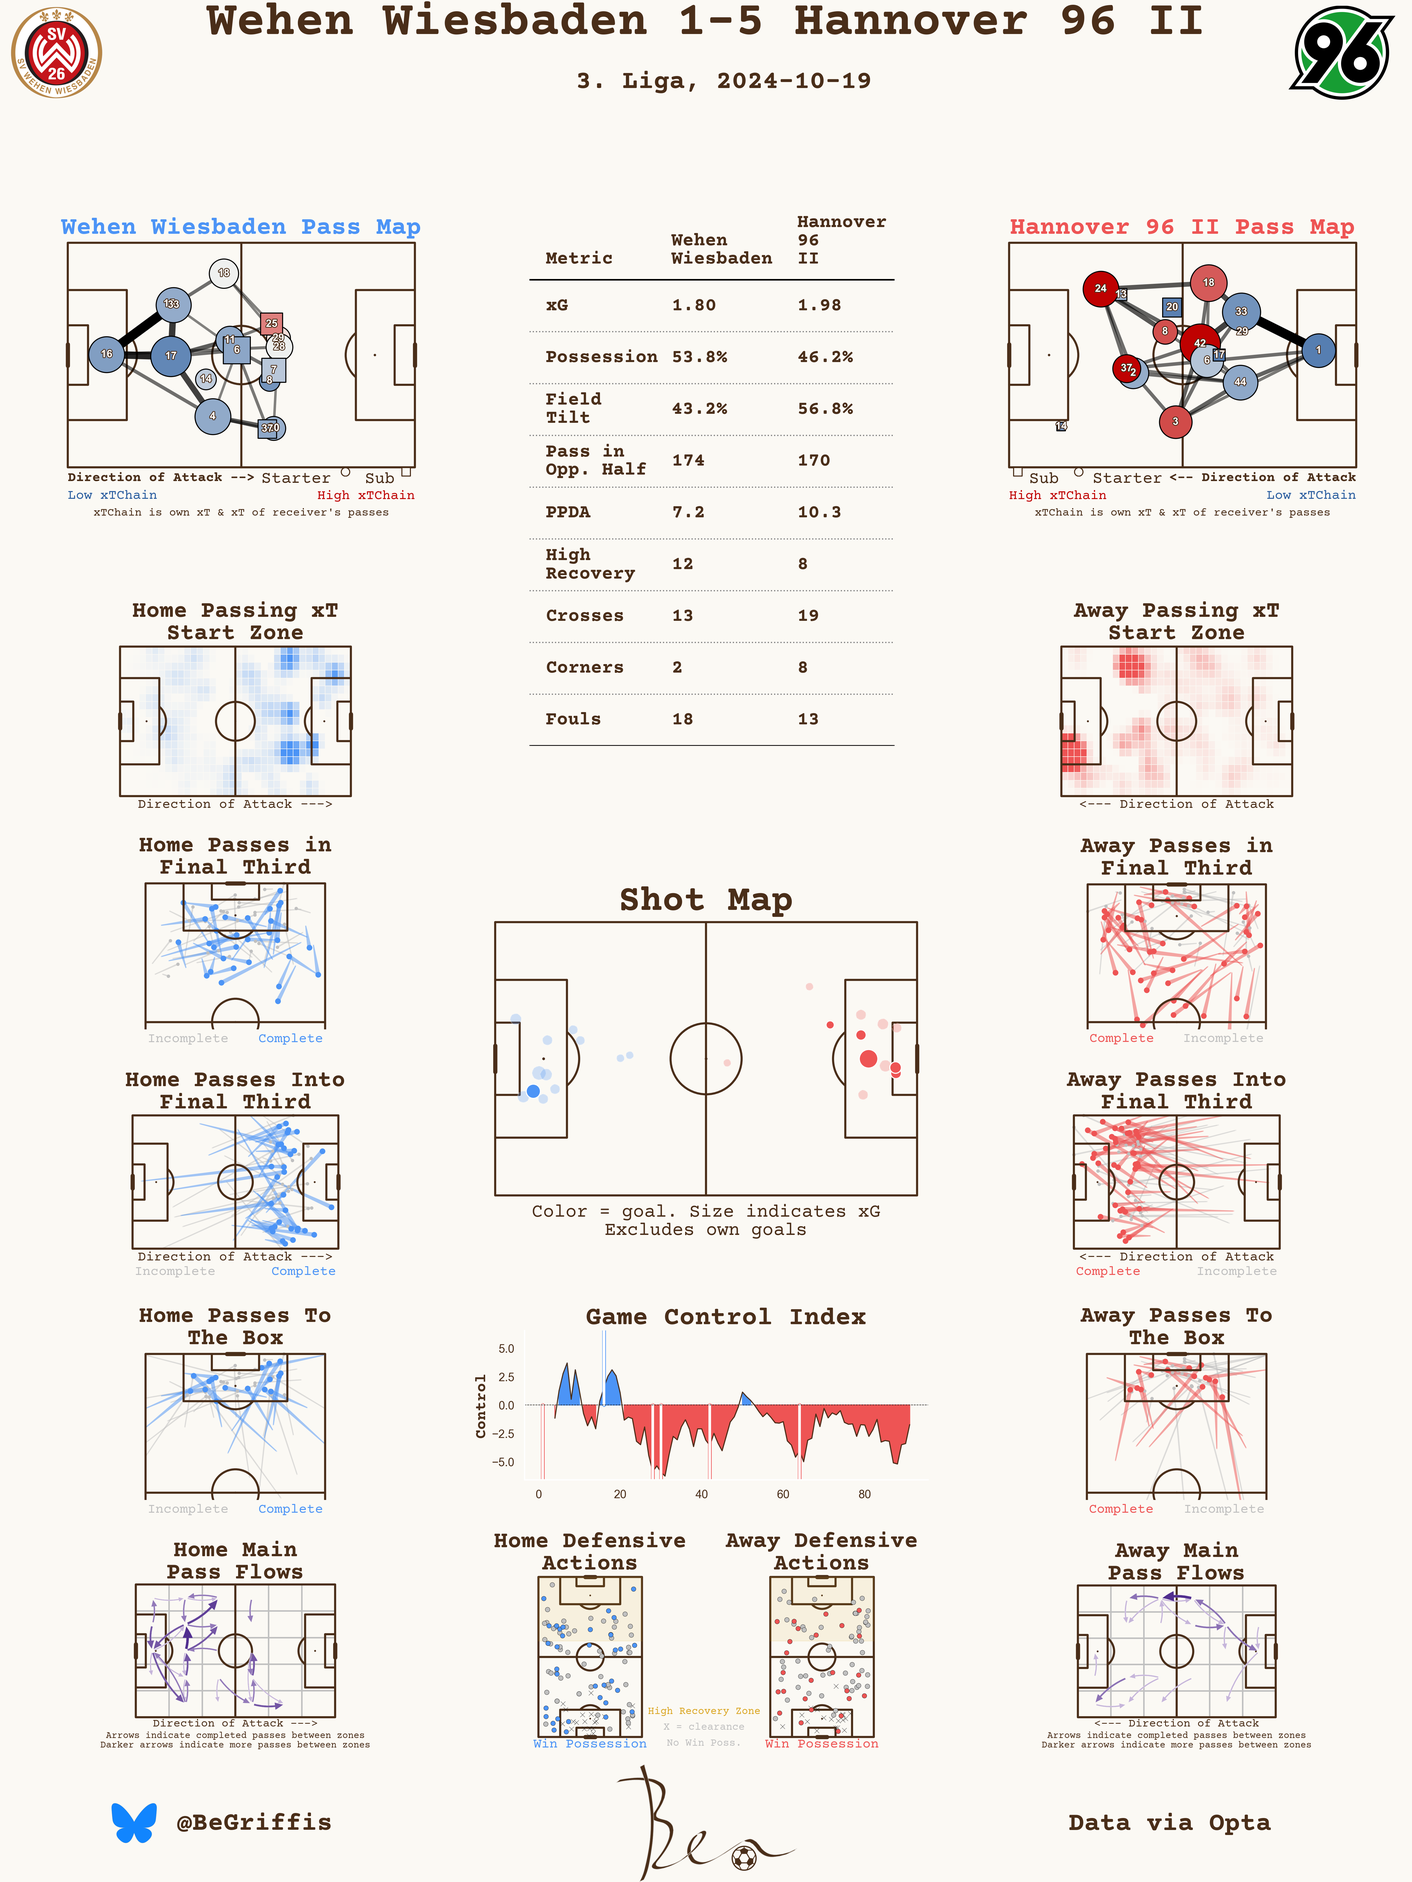 Wehen Wiesbaden 1-5 Hannover 96 II
3. Liga, 2024-10-19
SV
26
SV WEHEN WIESBADEN
96
Wehen Wiesbaden Pass Map
18
133
16
17
11
6
25
29
28
14
7
8
4
Direction of Attack --> Starter Sub
Low xTChain High xTChain
xTChain is own xT & xT of receiver's passes
Metric Wehen Wiesbaden Hannover 96 II
xG 1.80 1.98
Possession 53.8% 46.2%
Field Tilt 43.2% 56.8%
Pass in Opp. Half 174 170
PPDA 7.2 10.3
High Recovery 12 8
Crosses 13 19
Corners 2 8
Fouls 18 13
Hannover 96 II Pass Map
24
13
18
20
33
8
29
42
17
6
1
37
2
44
3
14
Sub Starter <-- Direction of Attack
High xTChain Low xTChain
xTChain is own xT & xT of receiver's passes
Home Passing xT
Start Zone
Direction of Attack --->
Away Passing xT
Start Zone
<--- Direction of Attack
Home Passes in
Final Third
Incomplete Complete
Away Passes in
Final Third
Complete Incomplete
Shot Map
Color = goal. Size indicates xG
Excludes own goals
Home Passes Into
Final Third
Direction of Attack --->
Incomplete Complete
Away Passes Into
Final Third
<--- Direction of Attack
Complete Incomplete
Home Passes To
The Box
Incomplete Complete
Game Control Index
Control
5.0
2.5
0.0
−2.5
−5.0
0 20 40 60 80
Away Passes To
The Box
Complete Incomplete
Home Main
Pass Flows
Direction of Attack --->
Arrows indicate completed passes between zones
Darker arrows indicate more passes between zones
Home Defensive
Actions
Win Possession
High Recovery Zone
X = clearance
No Win Poss.
Away Defensive
Actions
Win Possession
Away Main
Pass Flows
<--- Direction of Attack
Arrows indicate completed passes between zones
Darker arrows indicate more passes between zones
@BeGriffis
Ben
Data via Opta